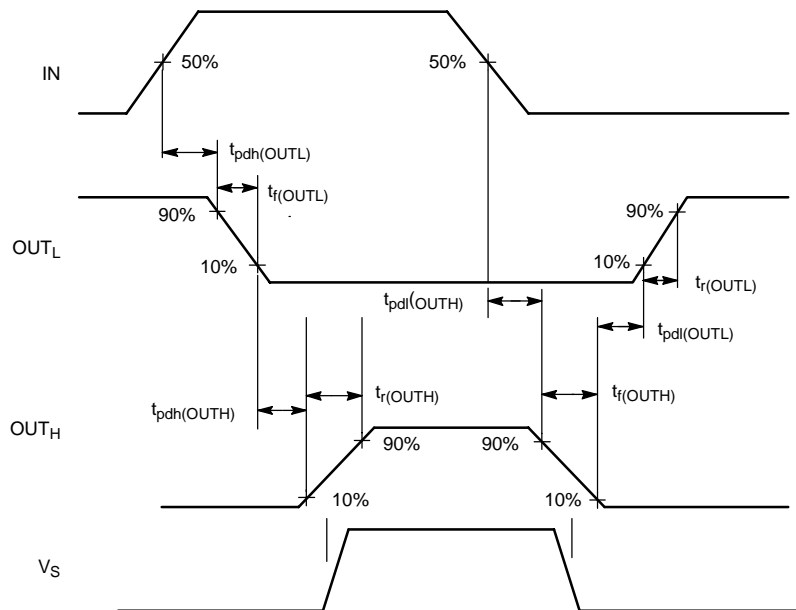 IN
50%
50%
tpdh(OUTL)
tf(OUTL)
90%
90%
OUTL
10%
10%
tr(OUTL)
tpdl(OUTH)
tpdl(OUTL)
tr(OUTH)
tf(OUTH)
tpdh(OUTH)
OUTH
90%
90%
10%
10%
VS